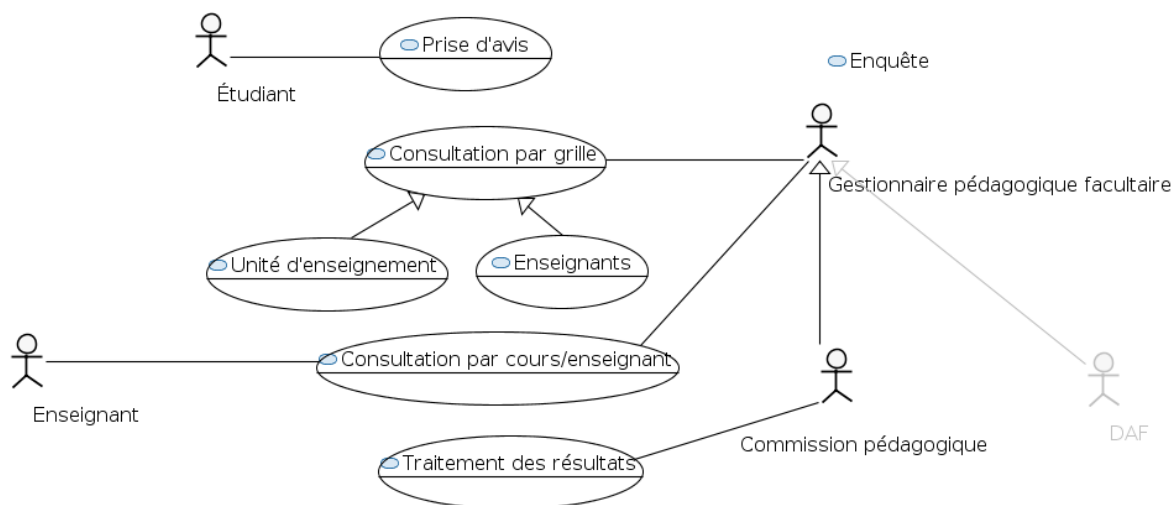 Prise d'avis
Enquête
Étudiant
Consultation par grille
Gestionnaire pédagogique facultaire
Unité d'enseignement
Enseignants
Consultation par cours/enseignant
Enseignant
Commission pédagogique
DAF
Traitement des résultats